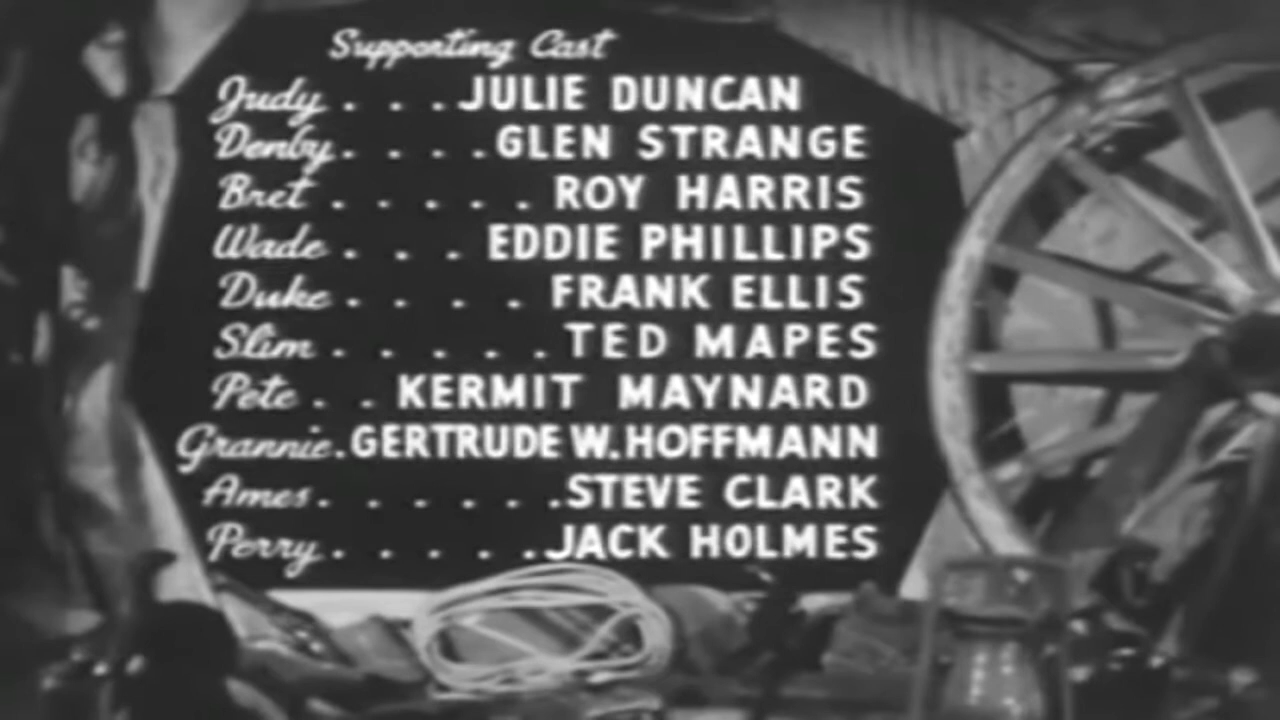 Supporting Cast
Judy . . . JULIE DUNCAN
Denby . . . . GLEN STRANGE
Bret . . . . . ROY HARRIS
Wade . . . EDDIE PHILLIPS
Duke . . . . FRANK ELLIS
Slim . . . . . TED MAPES
Pete . . KERMIT MAYNARD
Grannie . GERTRUDE W. HOFFMANN
Ames . . . . . . STEVE CLARK
Perry . . . . . JACK HOLMES